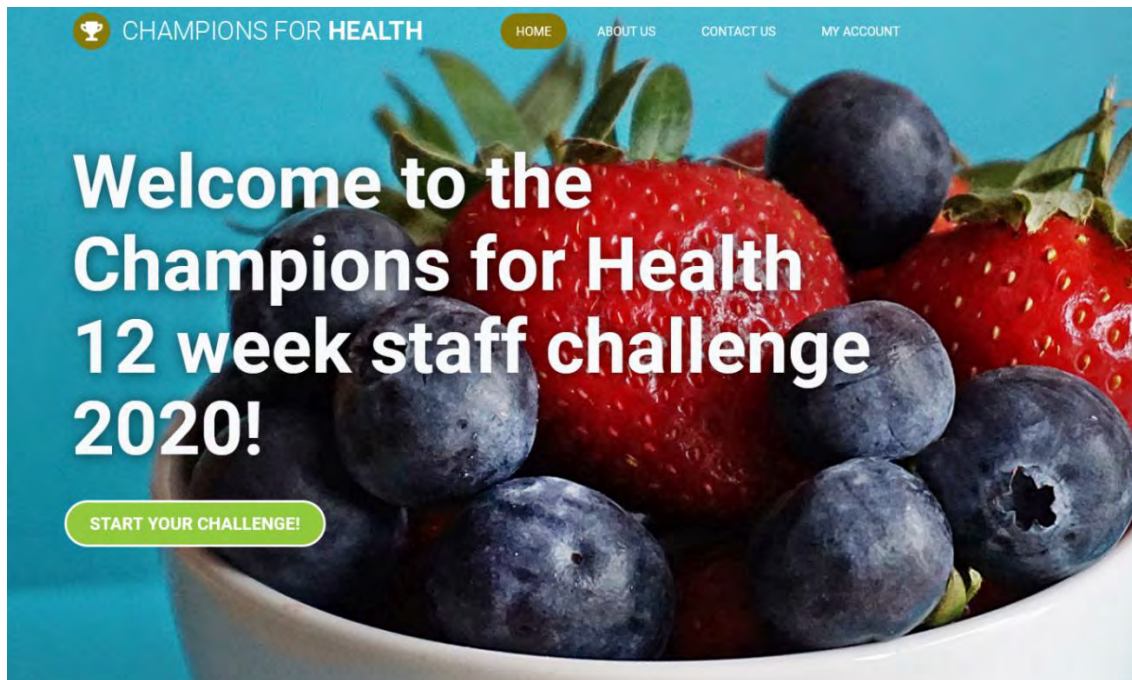 CHAMPIONS FOR HEALTH
HOME
ABOUT US
CONTACT US
MY ACCOUNT
Welcome to the
Champions for Health
12 week staff challenge
2020!
START YOUR CHALLENGE!